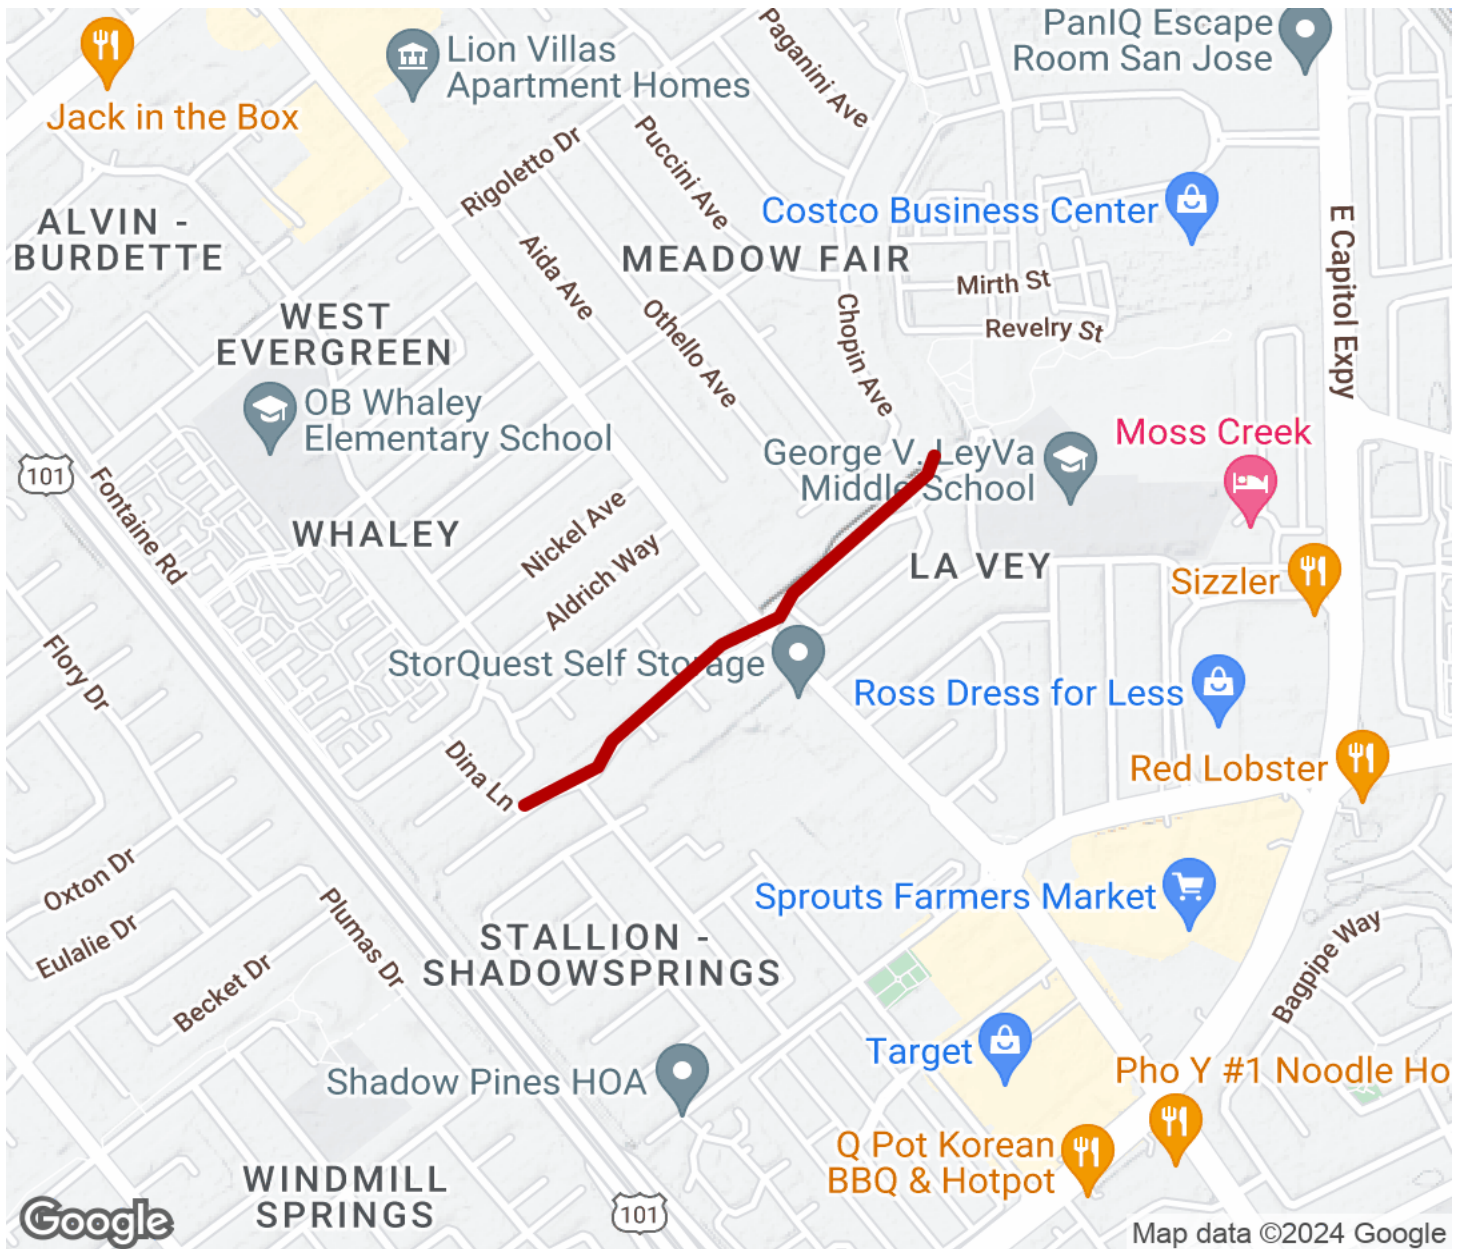 PanIQ Escape
Room San Jose
Paganini Ave
Lion Villas
Apartment Homes
Jack in the Box
Rigoletto Dr
Puccini Ave
Costco Business Center
ALVIN -
BURDETTE
MEADOW FAIR
E Capitol Expy
Aida Ave
Mirth St
Revelry St
WEST
EVERGREEN
Othello Ave
Chopin Ave
OB Whaley
Elementary School
Moss Creek
George V. LeyVa
Middle School
101
Fontaine Rd
Nickel Ave
WHALEY
Aldrich Way
LA VEY
Sizzler
Flory Dr
StorQuest Self Storage
Ross Dress for Less
Dina Ln
Red Lobster
Oxton Dr
Sprouts Farmers Market
Eulalie Dr
Plumas Dr
STALLION -
SHADOWSPRINGS
Bagpipe Way
Becket Dr
Target
Shadow Pines HOA
Pho Y #1 Noodle Ho
Q Pot Korean
BBQ & Hotpot
WINDMILL
SPRINGS
101
Google
Map data ©2024 Google